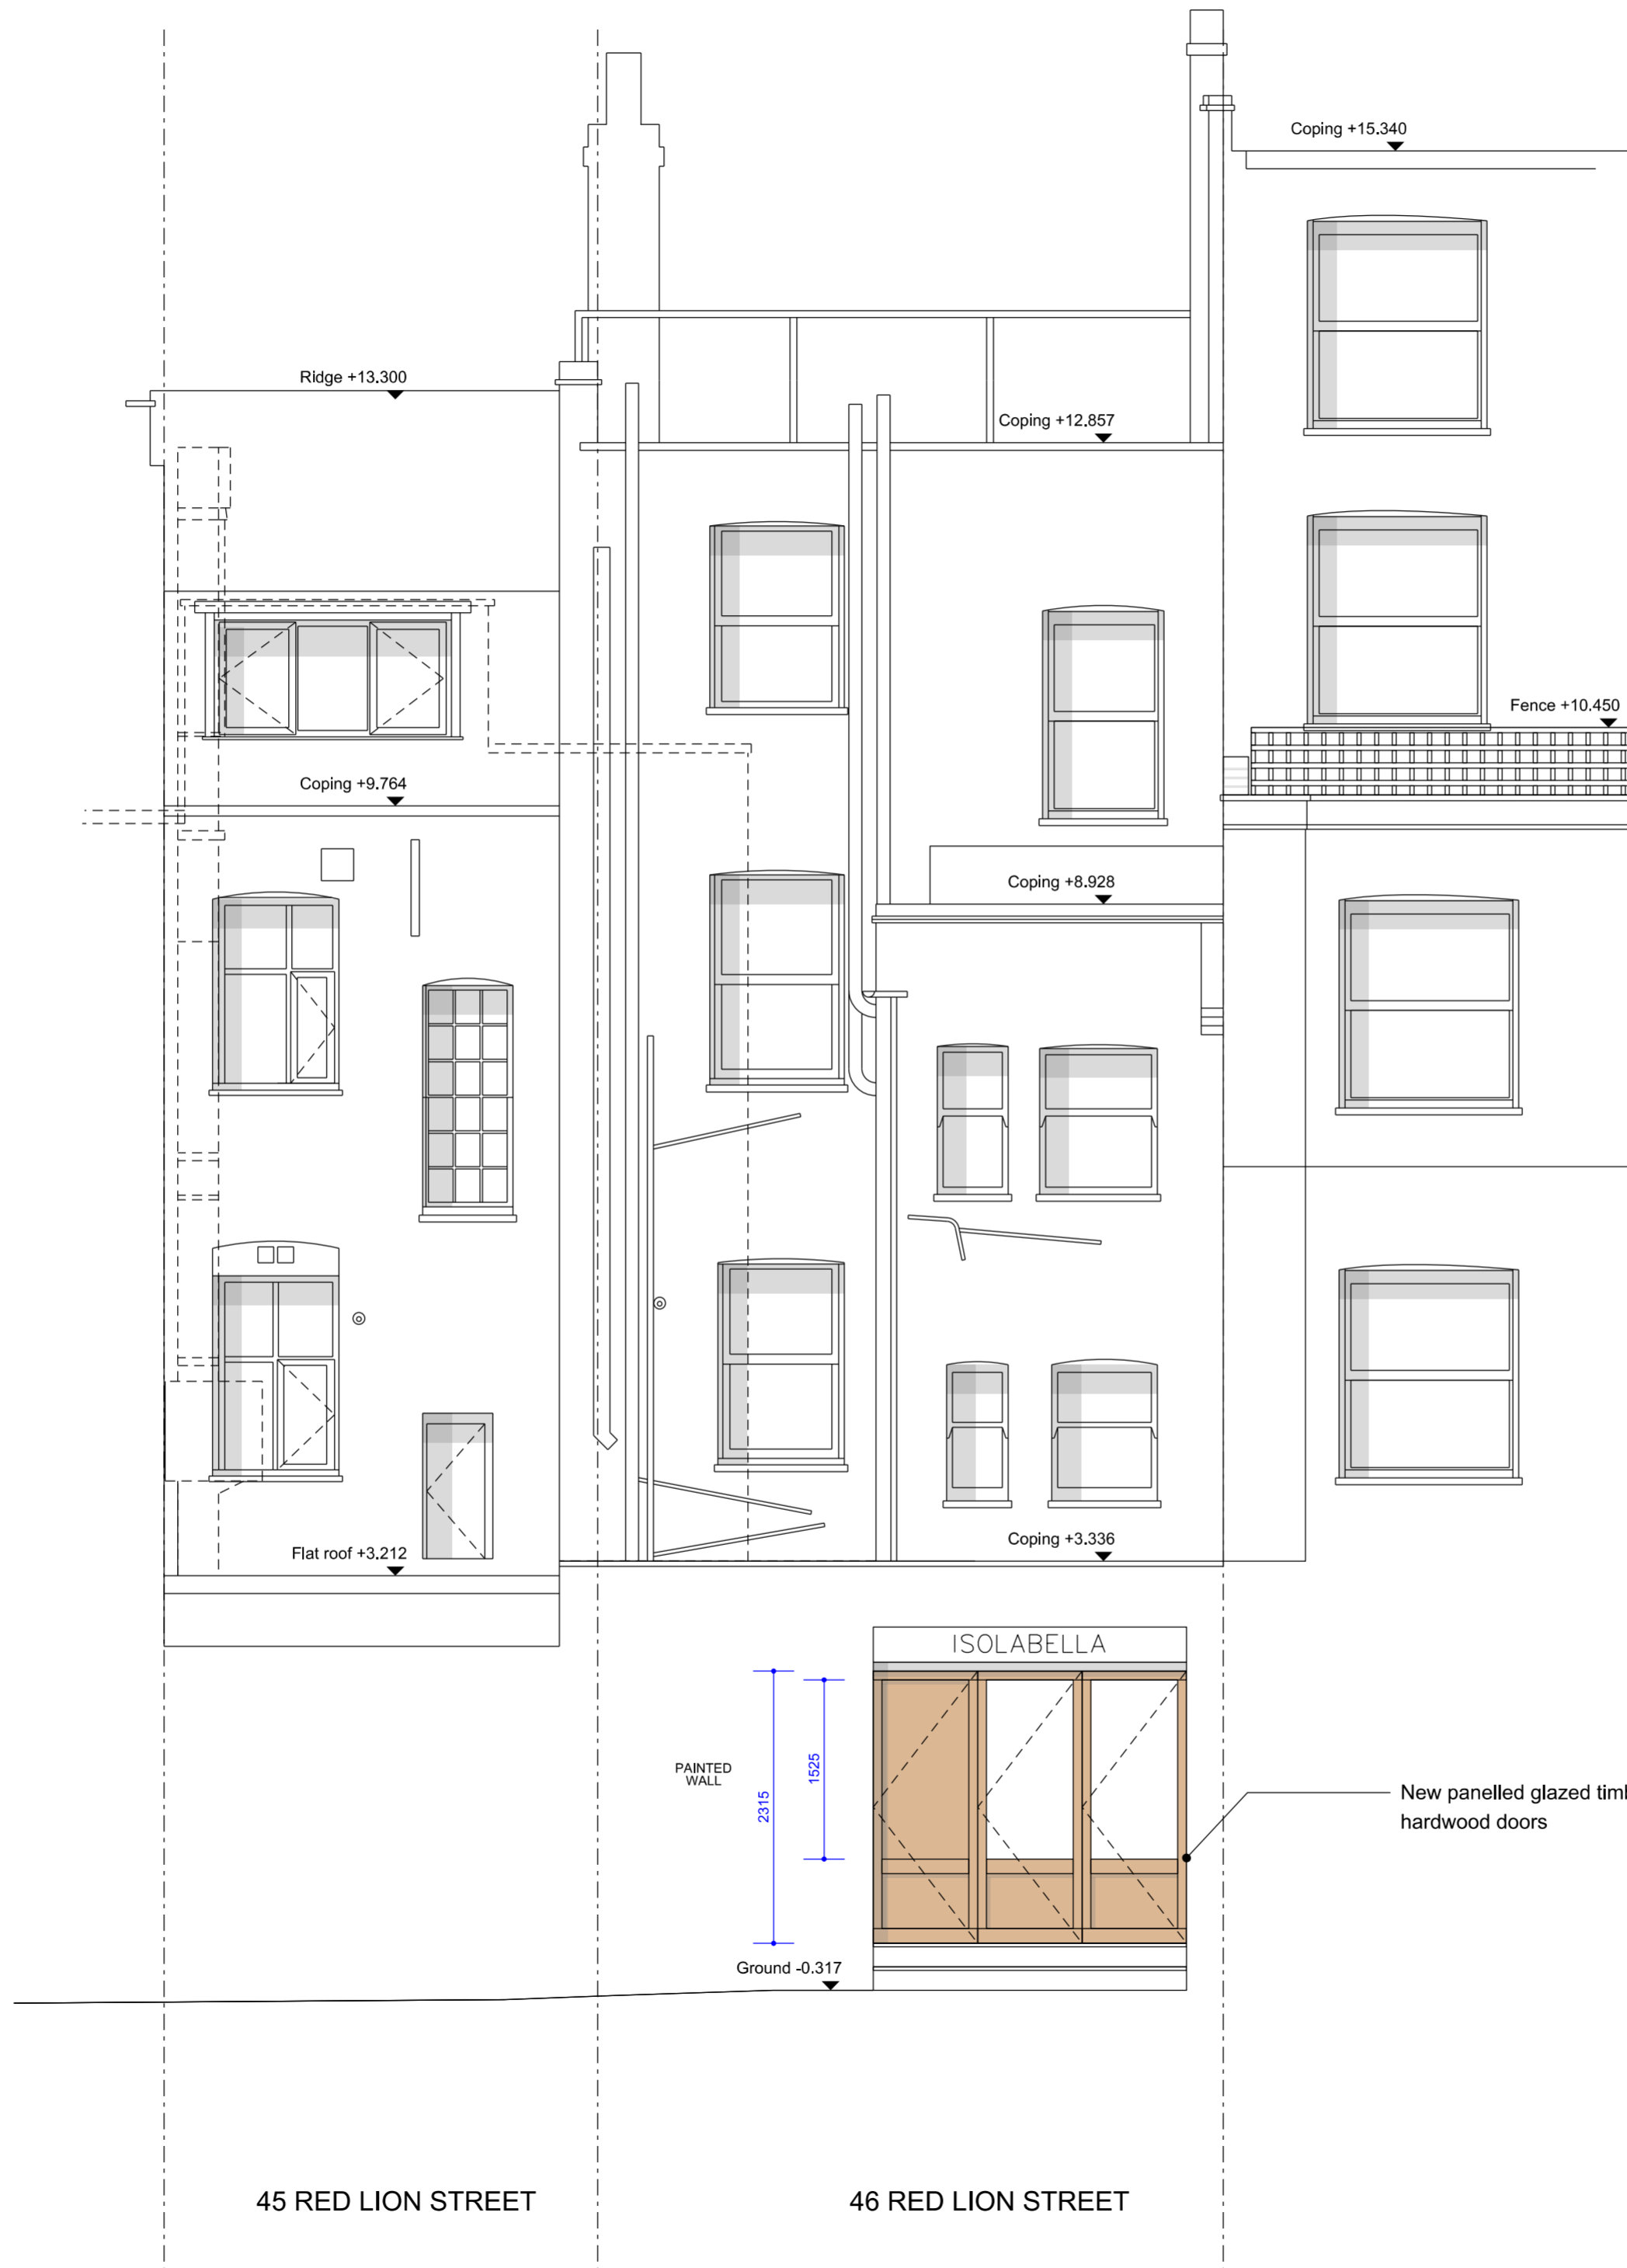 Coping +15.340
Ridge +13.300
Coping +12.857
Fence +10.450
Coping +9.764
Coping +8.928
Coping +3.336
Flat roof +3.212
ISOLABELLA
PAINTED
WALL
2315
1525
New panelled glazed
hardwood doors
Ground -0.317
45 RED LION STREET
46 RED LION STREET